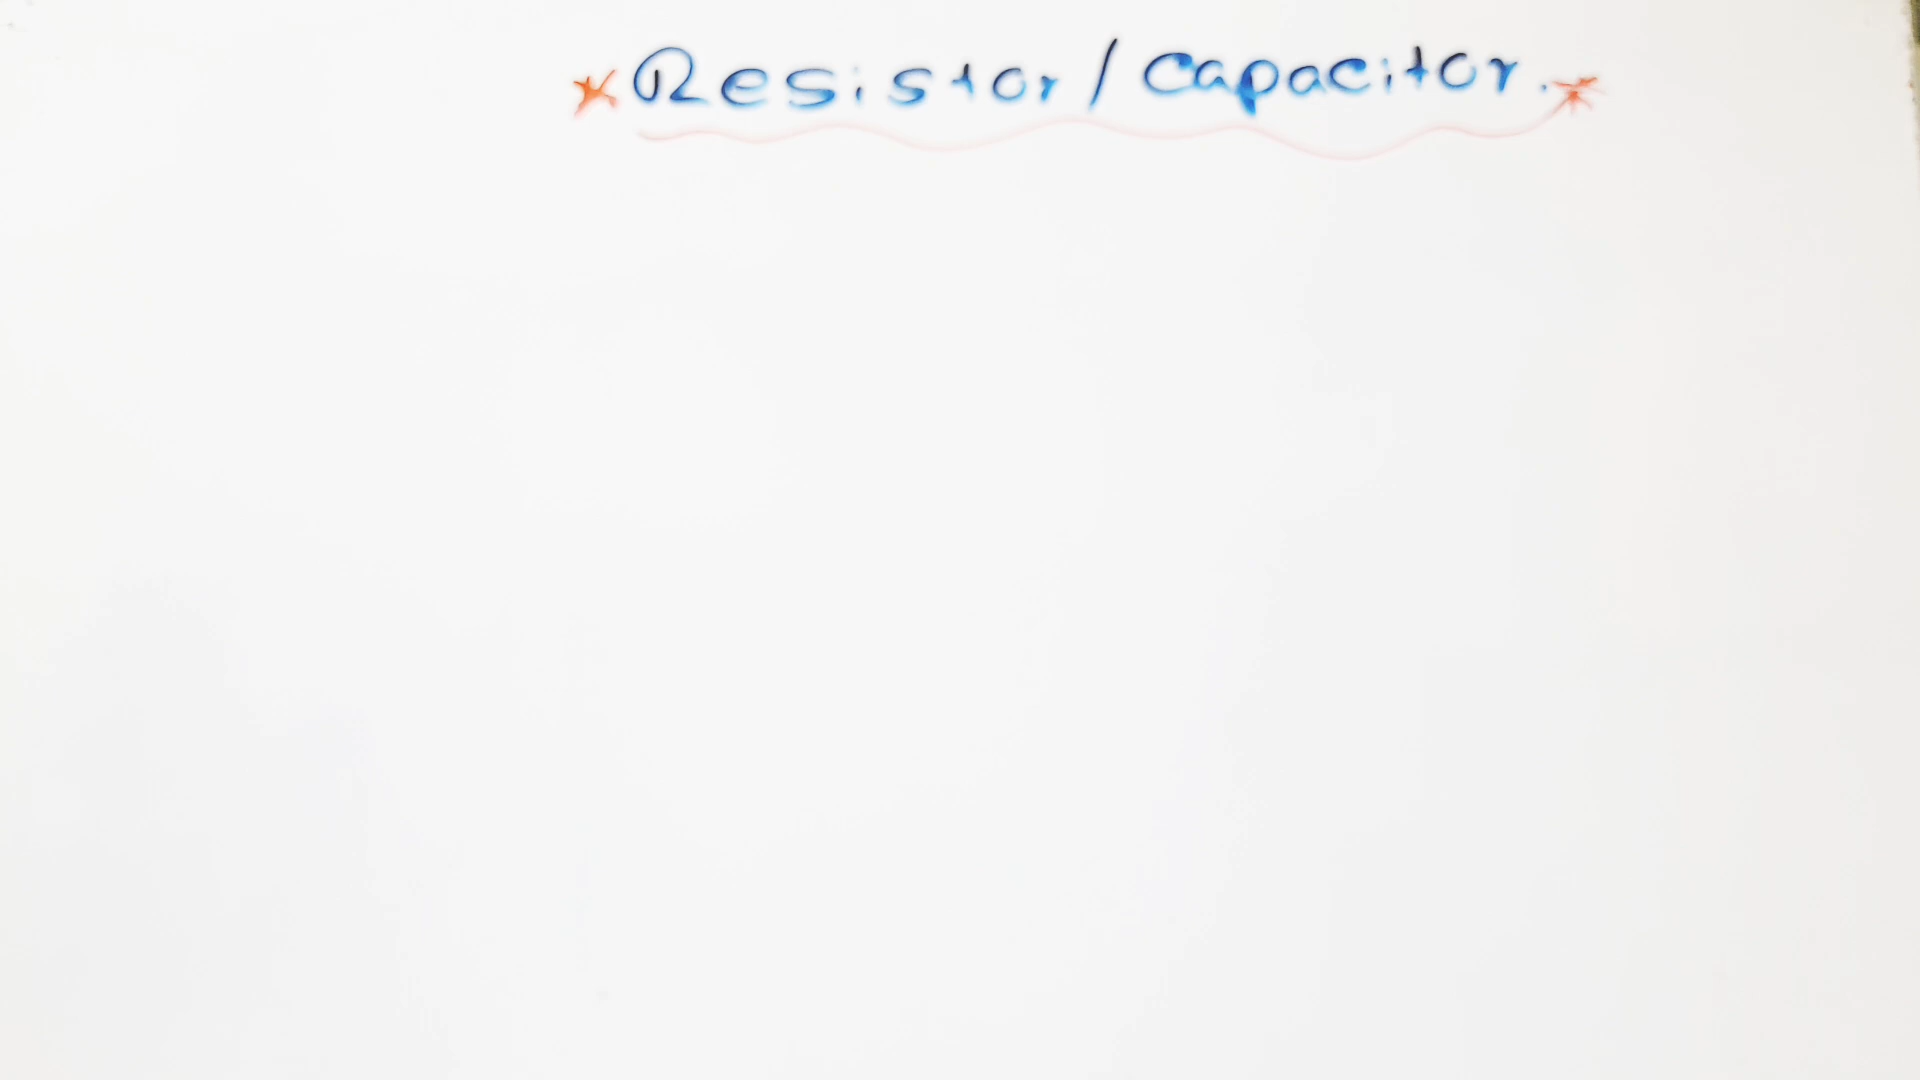 * Resistor / Capacitor. *